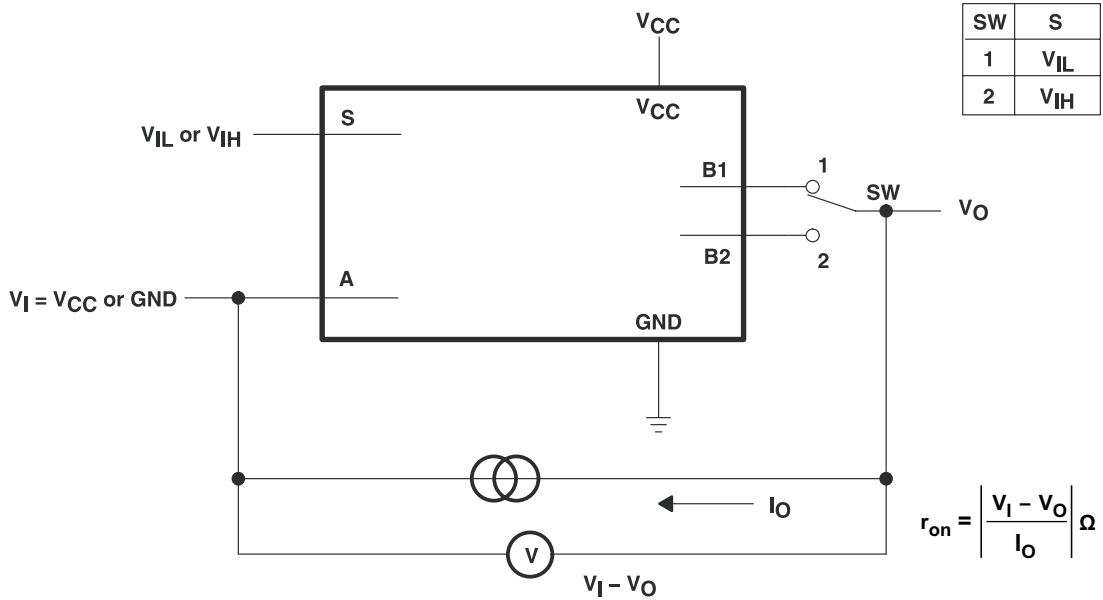 VCC
SW S
1 VIL
2 VIH
VCC
S
VIL or VIH
B1
1
SW
VO
B2
2
A
VI = VCC or GND
GND
IO
ron = | VI – VO / IO | Ω
V
VI – VO